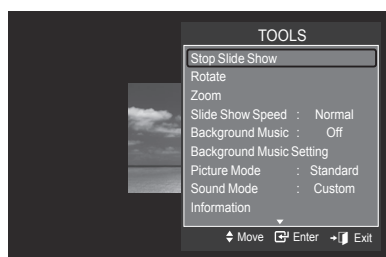 TOOLS
Stop Slide Show
Rotate
Zoom
Slide Show Speed : Normal
Background Music : Off
Background Music Setting
Picture Mode : Standard
Sound Mode : Custom
Information
Move Enter Exit